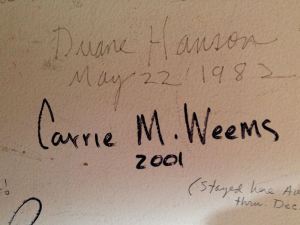 Duane Hanson
May 22 1982
Carrie M. Weems
2001
(Stayed here
thru Dec.